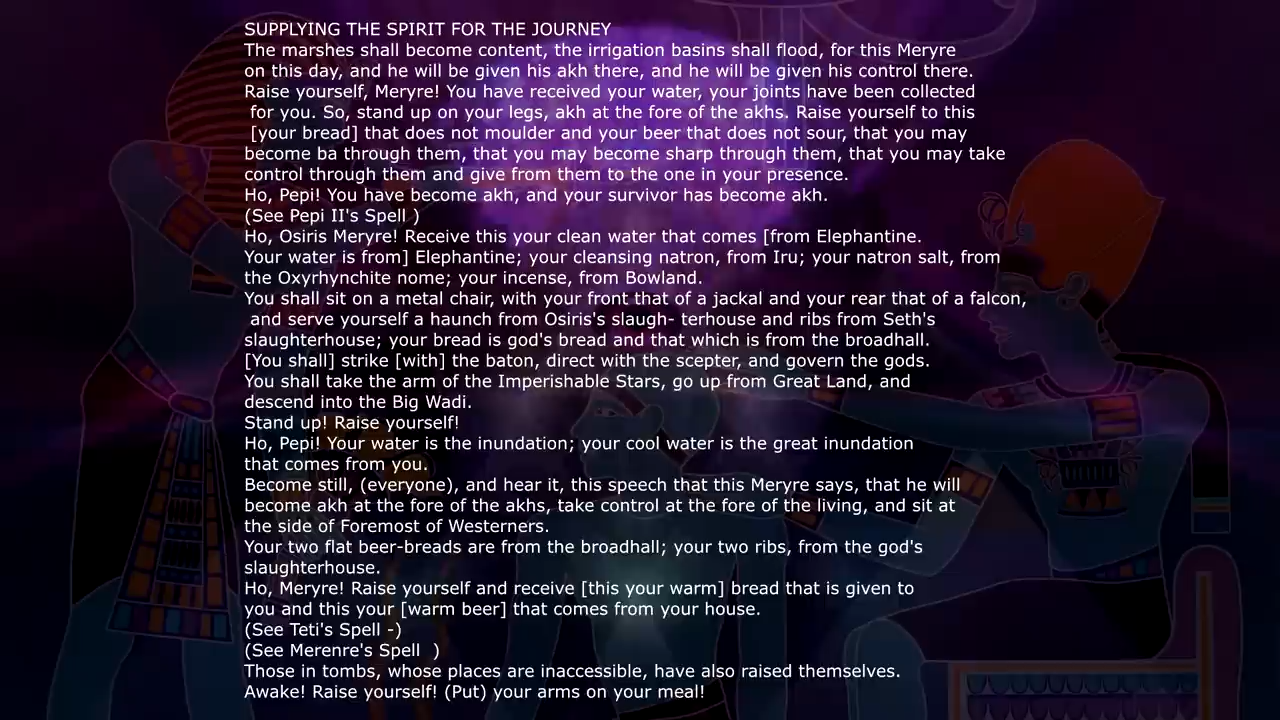 SUPPLYING THE SPIRIT FOR THE JOURNEY
The marshes shall become content, the irrigation basins shall flood, for this Meryre
on this day, and he will be given his akh there, and he will be given his control there.
Raise yourself, Meryre! You have received your water, your joints have been collected
for you. So, stand up on your legs, akh at the fore of the akhs. Raise yourself to this
[your bread] that does not moulder and your beer that does not sour, that you may
become ba through them, that you may become sharp through them, that you may take
control through them and give from them to the one in your presence.
Ho, Pepi! You have become akh, and your survivor has become akh.
(See Pepi II's Spell )
Ho, Osiris Meryre! Receive this your clean water that comes [from Elephantine.
Your water is from] Elephantine; your cleansing natron, from Iru; your natron salt, from
the Oxyrhynchite nome; your incense, from Bowland.
You shall sit on a metal chair, with your front that of a jackal and your rear that of a falcon,
and serve yourself a haunch from Osiris's slaugh- terhouse and ribs from Seth's
slaughterhouse; your bread is god's bread and that which is from the broadhall.
[You shall] strike [with] the baton, direct with the scepter, and govern the gods.
You shall take the arm of the Imperishable Stars, go up from Great Land, and
descend into the Big Wadi.
Stand up! Raise yourself!
Ho, Pepi! Your water is the inundation; your cool water is the great inundation
that comes from you.
Become still, (everyone), and hear it, this speech that this Meryre says, that he will
become akh at the fore of the akhs, take control at the fore of the living, and sit at
the side of Foremost of Westerners.
Your two flat beer-breads are from the broadhall; your two ribs, from the god's
slaughterhouse.
Ho, Meryre! Raise yourself and receive [this your warm] bread that is given to
you and this your [warm beer] that comes from your house.
(See Teti's Spell -)
(See Merenre's Spell  )
Those in tombs, whose places are inaccessible, have also raised themselves.
Awake! Raise yourself! (Put) your arms on your meal!